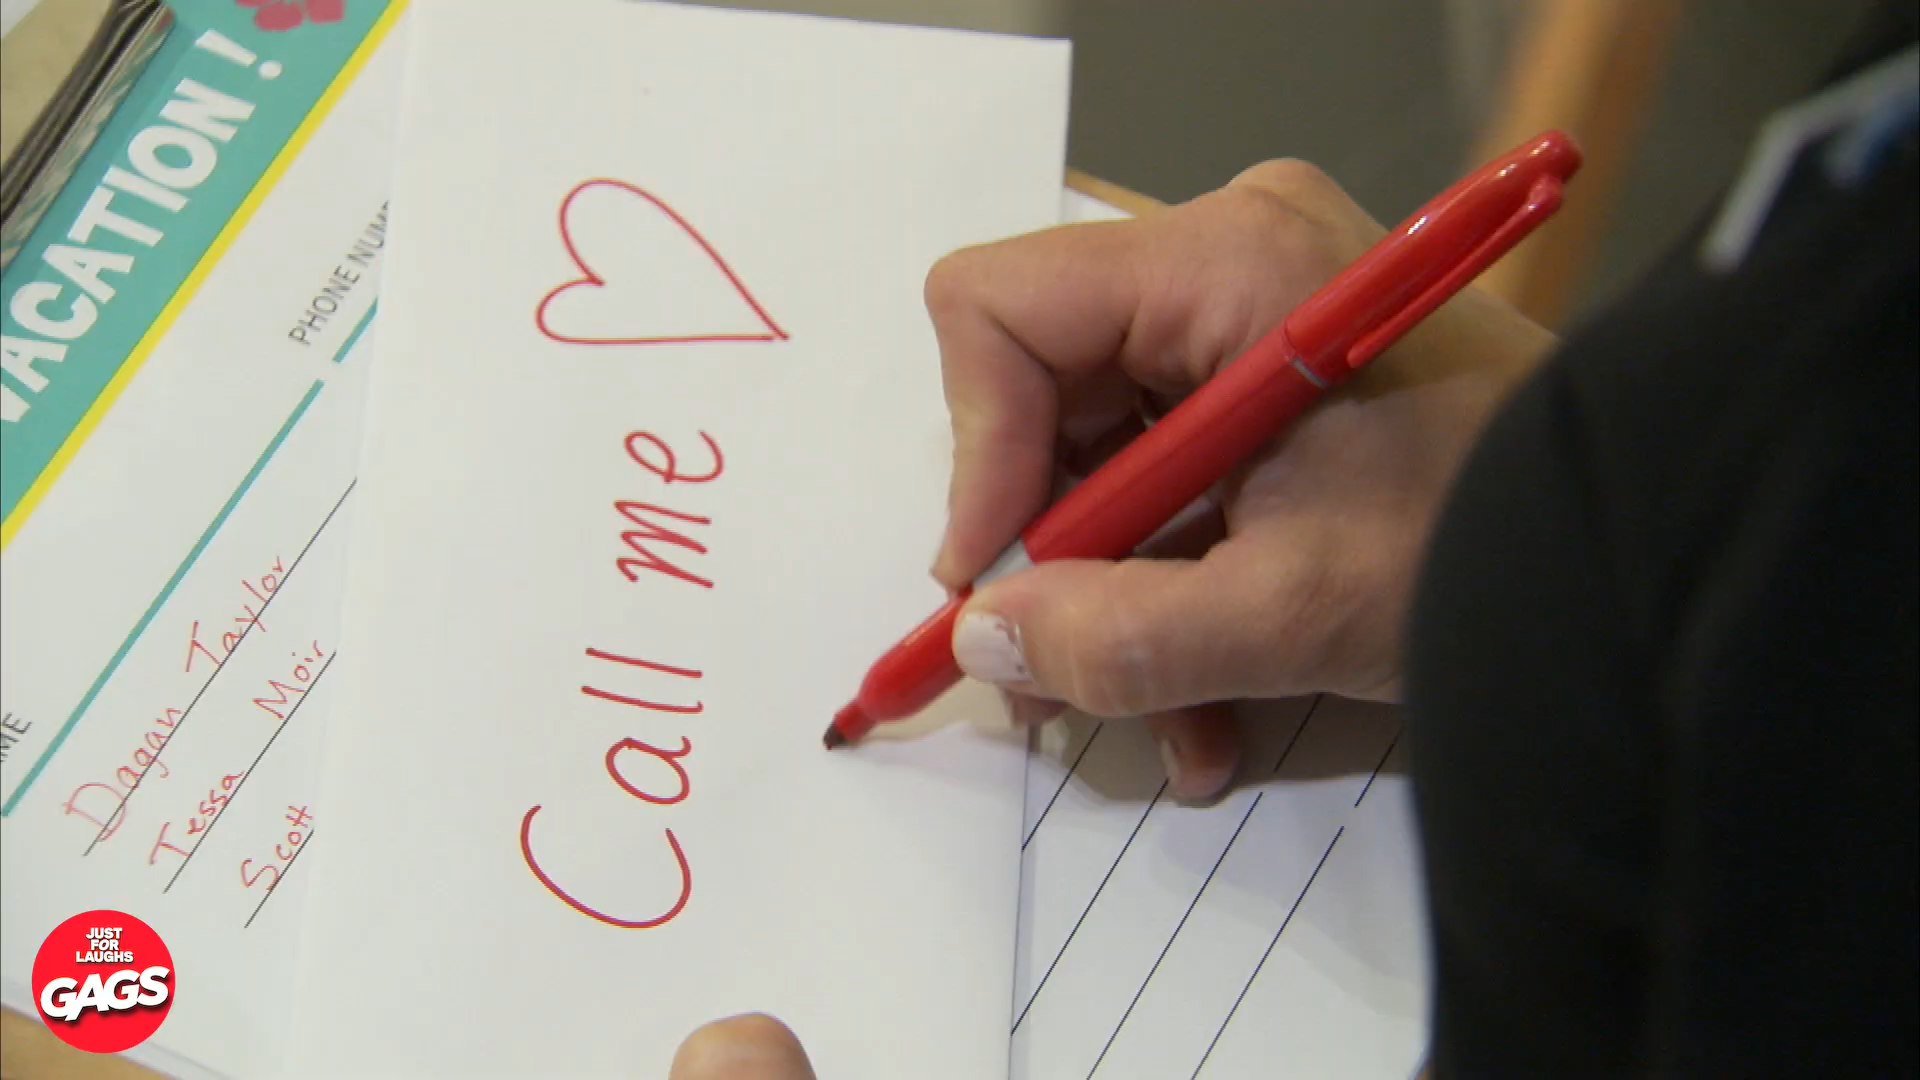 VACATION!
PHONE NUM
ME
Dagan Taylor
Tessa Moir
Scott
Call me ♡
JUST
FOR
LAUGHS
GAGS